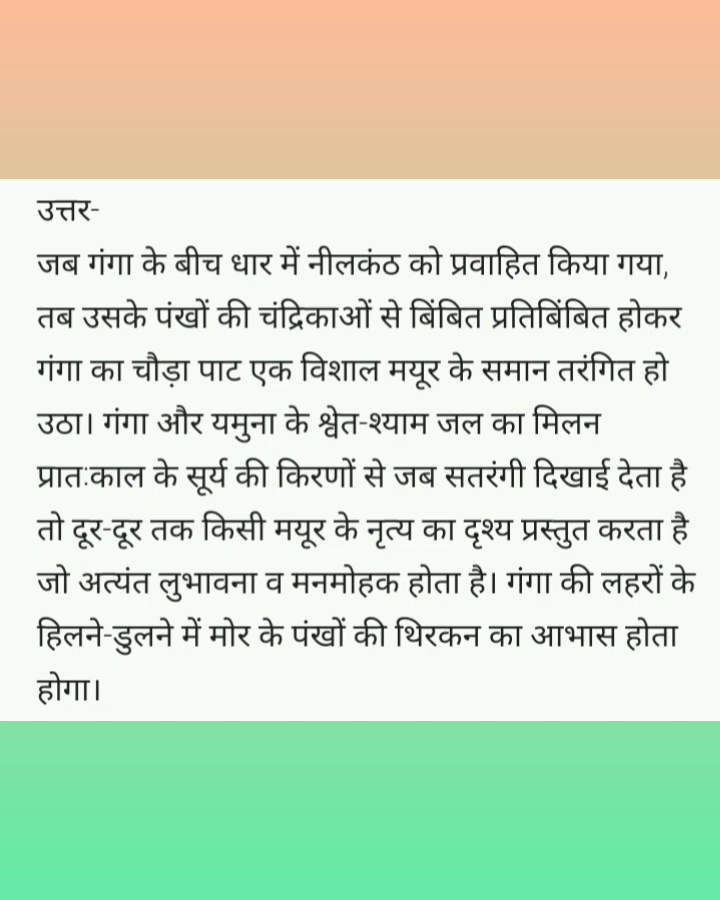 उत्तर-
जब गंगा के बीच धार में नीलकंठ को प्रवाहित किया गया,
तब उसके पंखों की चंद्रिकाओं से बिंबित प्रतिबिंबित होकर
गंगा का चौड़ा पाट एक विशाल मयूर के समान तरंगित हो
उठा। गंगा और यमुना के श्वेत-श्याम जल का मिलन
प्रातःकाल के सूर्य की किरणों से जब सतरंगी दिखाई देता है
तो दूर-दूर तक किसी मयूर के नृत्य का दृश्य प्रस्तुत करता है
जो अत्यंत लुभावना व मनमोहक होता है। गंगा की लहरों के
हिलने-डुलने में मोर के पंखों की थिरकन का आभास होता
होगा।